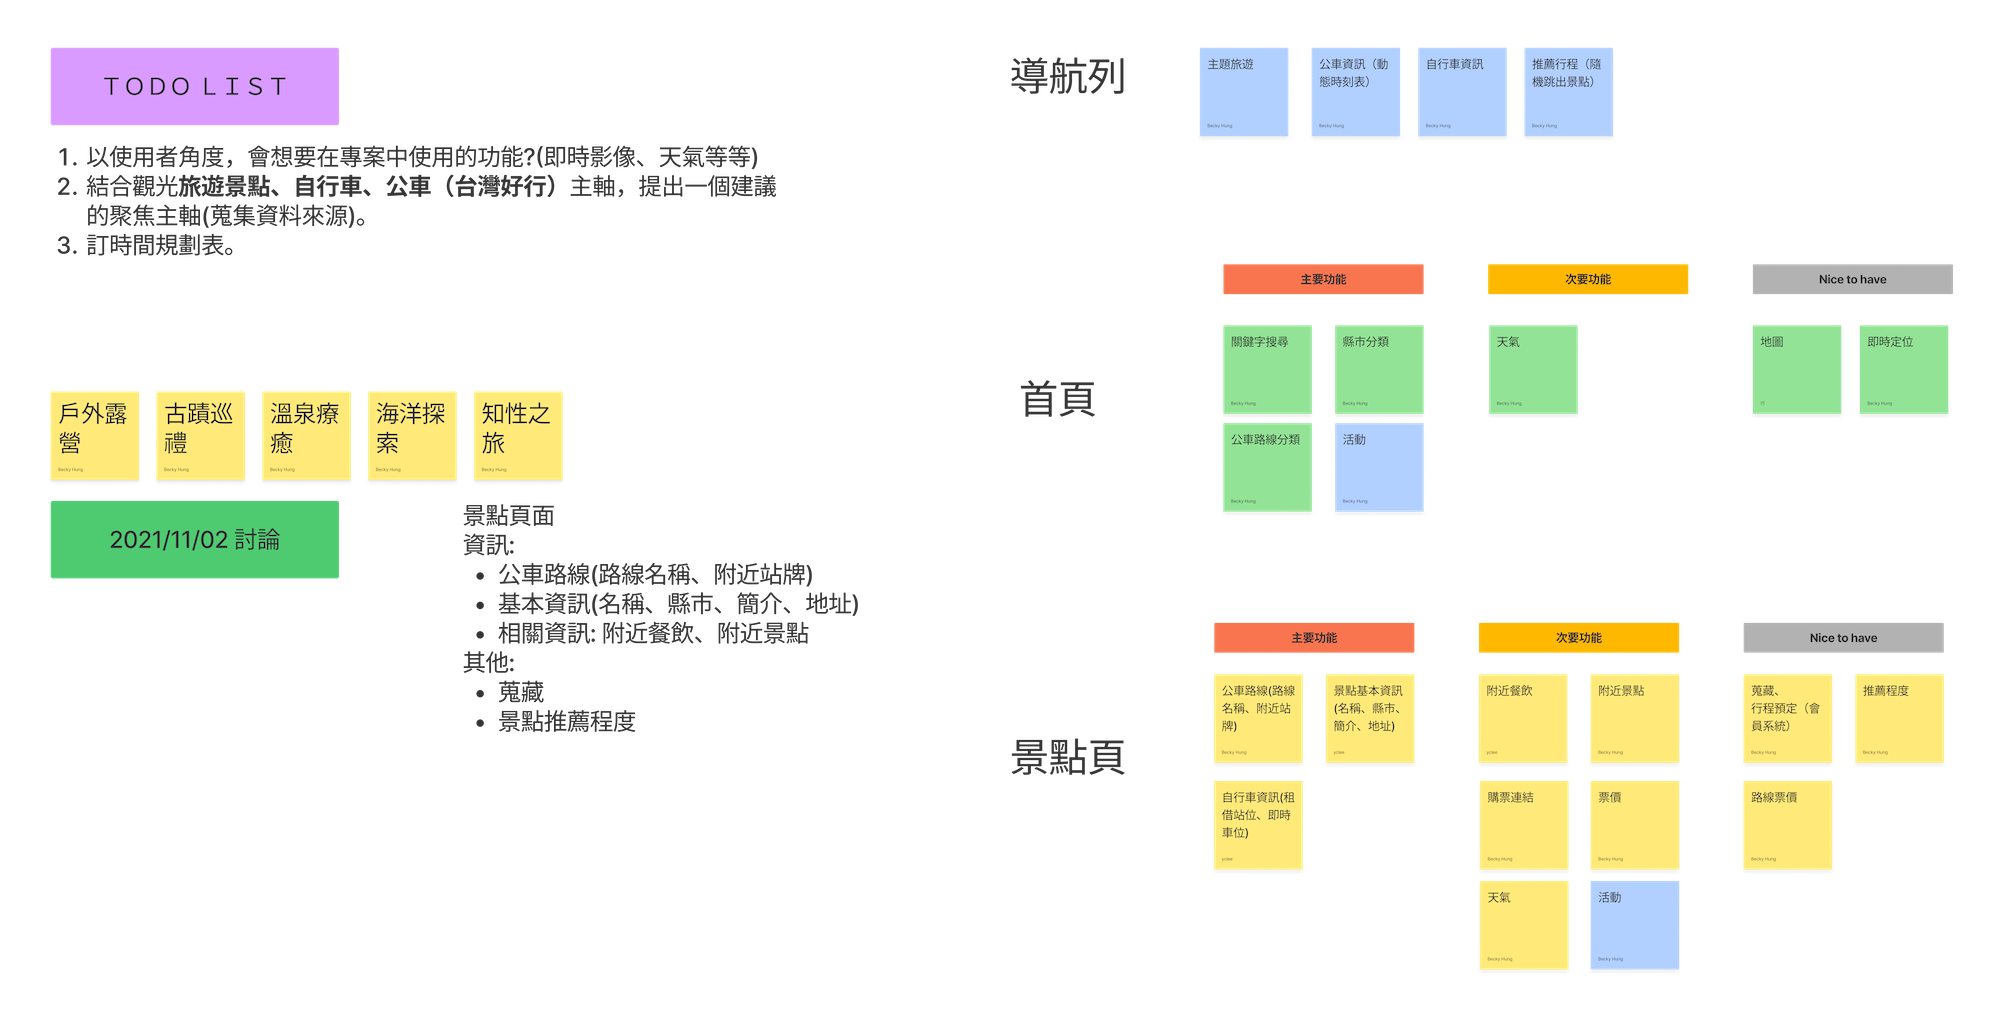 TODO LIST
1. 以使用者角度，會想要在專案中使用的功能?(即時影像、天氣等等)
2. 結合觀光旅遊景點、自行車、公車（台灣好行）主軸，提出一個建議
的聚焦主軸(蒐集資料來源)。
3. 訂時間規劃表。
戶外露
營
Becky Hung
古蹟巡
禮
Becky Hung
溫泉療
癒
Becky Hung
海洋探
索
Becky Hung
知性之
旅
Becky Hung
2021/11/02 討論
景點頁面
資訊:
• 公車路線(路線名稱、附近站牌)
• 基本資訊(名稱、縣市、簡介、地址)
• 相關資訊: 附近餐飲、附近景點
其他:
• 蒐藏
• 景點推薦程度
導航列
主題旅遊
Becky Hung
公車資訊（動
態時刻表）
Becky Hung
自行車資訊
Becky Hung
推薦行程（隨
機跳出景點）
Becky Hung
首頁
主要功能
關鍵字搜尋
Becky Hung
縣市分類
Becky Hung
公車路線分類
Becky Hung
活動
Becky Hung
次要功能
天氣
Becky Hung
Nice to have
地圖
即時定位
Becky Hung
景點頁
主要功能
公車路線(路線
名稱、附近站
牌)
Becky Hung
景點基本資訊
(名稱、縣市、
簡介、地址)
yclee
自行車資訊(租
借站位、即時
車位)
yclee
次要功能
附近餐飲
yclee
附近景點
Becky Hung
購票連結
Becky Hung
票價
Becky Hung
天氣
Becky Hung
活動
Becky Hung
Nice to have
蒐藏、
行程預定（會
員系統）
Becky Hung
推薦程度
Becky Hung
路線票價
Becky Hung